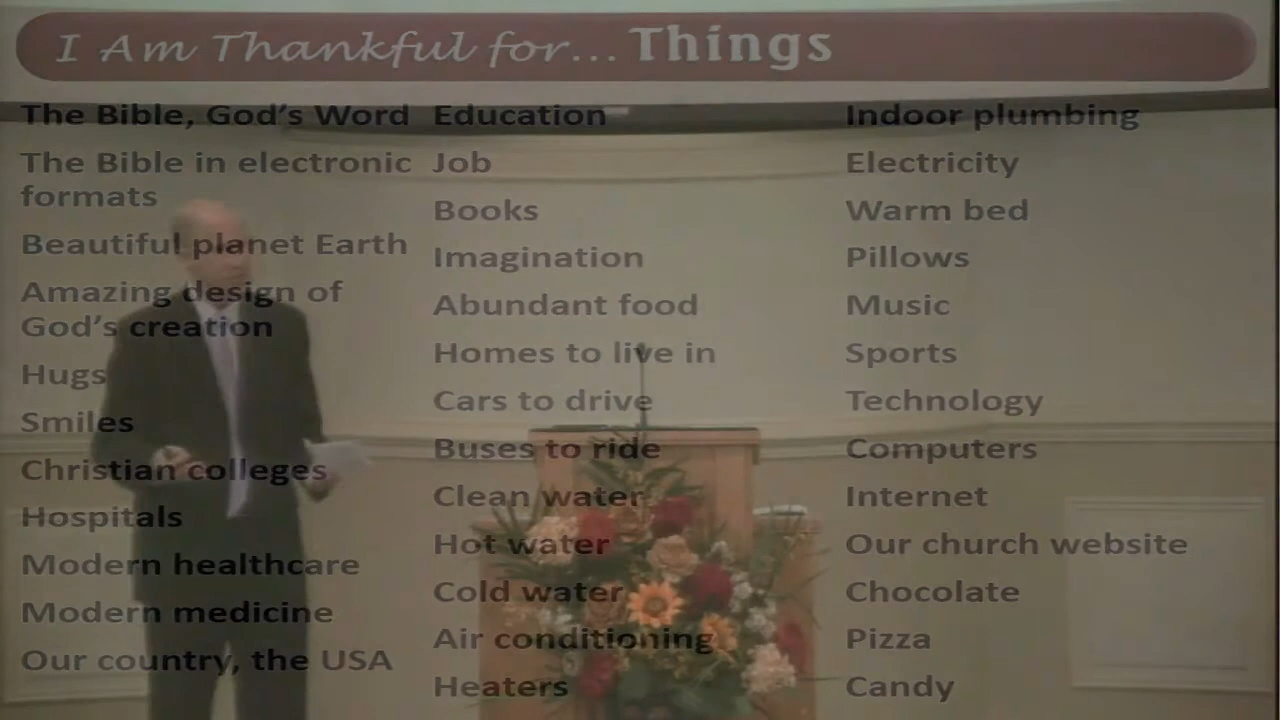 I Am Thankful for... Things
The Bible, God's Word
The Bible in electronic
formats
Beautiful planet Earth
Amazing design of
God's creation
Hugs
Smiles
Christian colleges
Hospitals
Modern healthcare
Modern medicine
Our country, the USA
Education
Job
Books
Imagination
Abundant food
Homes to live in
Cars to drive
Buses to ride
Clean water
Hot water
Cold water
Air conditioning
Heaters
Indoor plumbing
Electricity
Warm bed
Pillows
Music
Sports
Technology
Computers
Internet
Our church website
Chocolate
Pizza
Candy